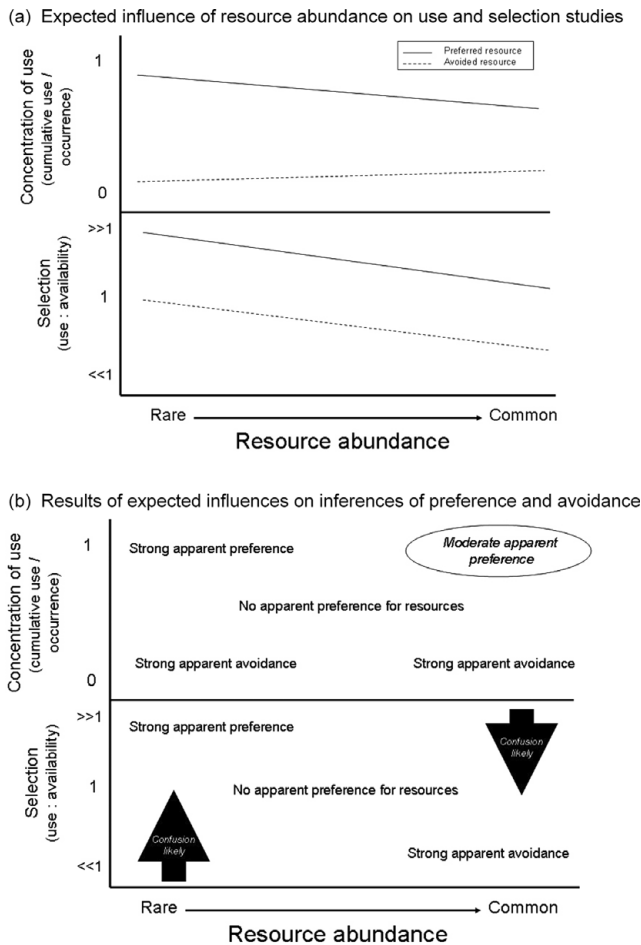 (a) Expected influence of resource abundance on use and selection studies
Concentration of use
(cumulative use /
occurrence)
1
0
Preferred resource
Avoided resource
Selection
(use : availability)
>>1
1
<<1
Rare
Common
Resource abundance
(b) Results of expected influences on inferences of preference and avoidance
Concentration of use
(cumulative use /
occurrence)
1
0
Strong apparent preference
Moderate apparent
preference
No apparent preference for resources
Strong apparent avoidance
Strong apparent avoidance
Selection
(use : availability)
>>1
1
<<1
Strong apparent preference
Confusion
likely
No apparent preference for resources
Confusion
likely
Strong apparent avoidance
Rare
Common
Resource abundance